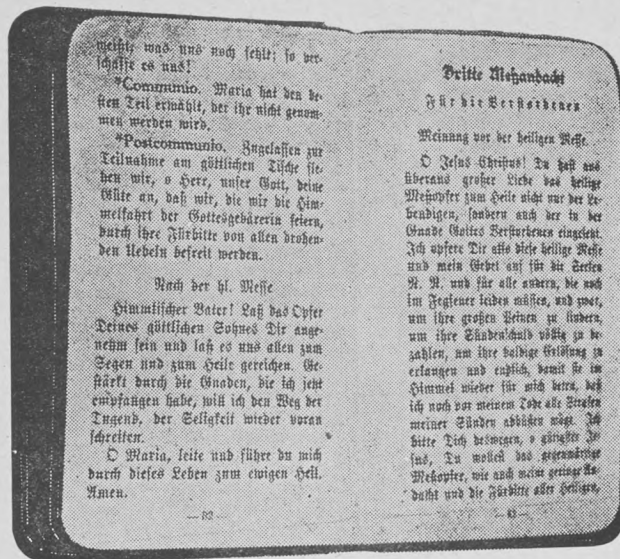 weißt; was uns noch fehlt; so ver-
schaffe es uns!
*Communio. Maria hat den be-
sten Teil erwählt, der ihr nicht genom-
men werden wird.
*Postcommunio. Zugelassen zur
Teilnahme am göttlichen Tische fle-
hen wir, o Herr, unser Gott, deine
Güte an, daß wir, die wir die Him-
melfahrt der Gottesgebärerin feiern,
durch ihre Fürbitte von allen drohen-
den Uebeln befreit werden.
Nach der hl. Messe
Himmlischer Vater! Laß das Opfer
Deines göttlichen Sohnes Dir ange-
nehm sein und laß es uns allen zum
Segen und zum Heile gereichen. Ge-
stärkt durch die Gnaden, die ich jetzt
empfangen habe, will ich den Weg der
Tugend, der Seligkeit wieder voran
schreiten.
O Maria, leite und führe du mich
durch dieses Leben zum ewigen Heil.
Amen.
Dritte Meßandacht
Für die Verstorbenen
Meinung vor der heiligen Messe.
O Jesus Christus! Du hast aus
überaus großer Liebe das heilige
Meßopfer zum Heile nicht nur der Le-
bendigen, sondern auch der in der
Gnade Gottes Verstorbenen eingesetzt.
Ich opfere Dir also diese heilige Messe
und mein Gebet auf für die Seelen
N. N. und für alle andern, die noch
im Fegfeuer leiden müssen, und zwar,
um ihre großen Peinen zu lindern,
um ihre Sündenschuld völlig zu be-
zahlen, um ihre baldige Erlösung zu
erlangen und endlich, damit sie im
Himmel wieder für mich beten, daß
ich noch vor meinem Tode alle Strafen
meiner Sünden abbüßen möge. Ich
bitte Dich deswegen, o gütigster Je-
sus, Du wollest das gegenwärtige
Meßopfer, wie auch meine geringe An-
dacht und die Fürbitte aller Heiligen,